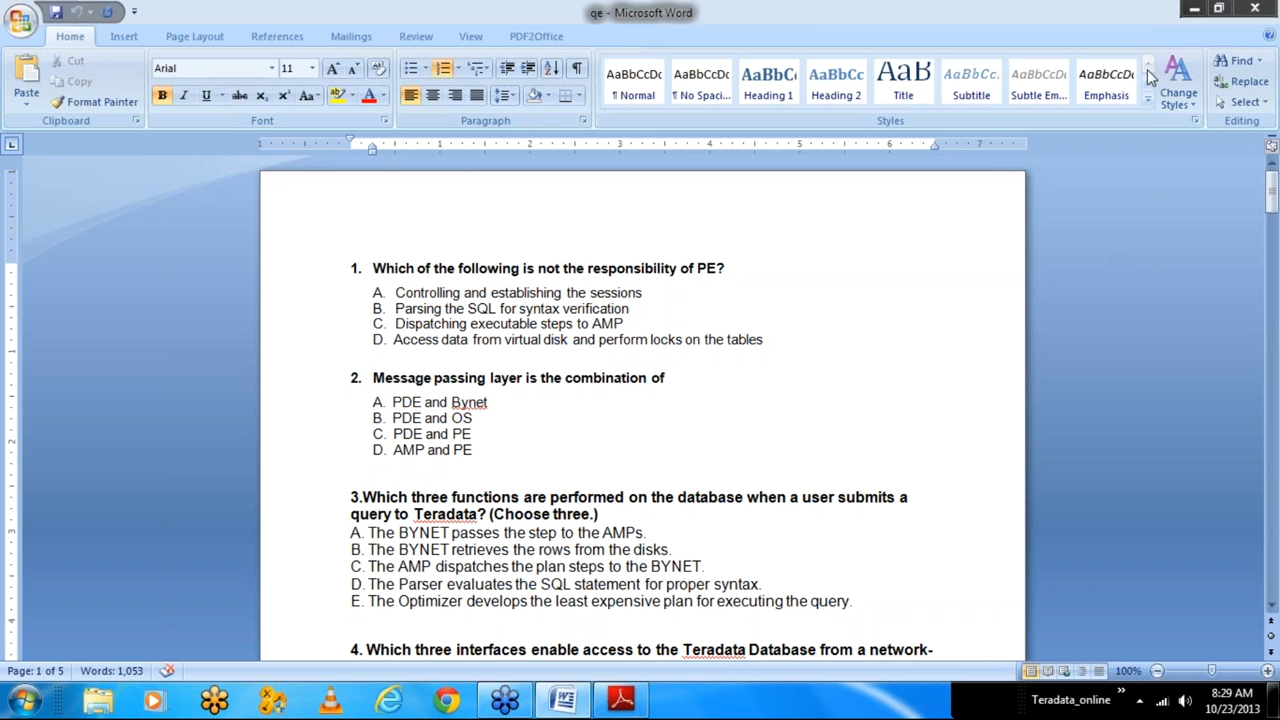 qe - Microsoft Word
Home Insert Page Layout References Mailings Review View PDF2Office
Paste
Cut
Copy
Format Painter
Clipboard
Arial 11
Font
Paragraph
AaBbCcDc AaBbCcDc AaBbC AaBbCc AaB AaBbCc. AaBbCcDc AaBbCcDc
¶ Normal ¶ No Spaci... Heading 1 Heading 2 Title Subtitle Subtle Em... Emphasis
Change Styles
Styles
Find
Replace
Select
Editing
1 1 2 3 4 5 6 7
1. Which of the following is not the responsibility of PE?
A. Controlling and establishing the sessions
B. Parsing the SQL for syntax verification
C. Dispatching executable steps to AMP
D. Access data from virtual disk and perform locks on the tables
2. Message passing layer is the combination of
A. PDE and Bynet
B. PDE and OS
C. PDE and PE
D. AMP and PE
3.Which three functions are performed on the database when a user submits a
query to Teradata? (Choose three.)
A. The BYNET passes the step to the AMPs.
B. The BYNET retrieves the rows from the disks.
C. The AMP dispatches the plan steps to the BYNET.
D. The Parser evaluates the SQL statement for proper syntax.
E. The Optimizer develops the least expensive plan for executing the query.
4. Which three interfaces enable access to the Teradata Database from a network-
Page: 1 of 5 Words: 1,053 100%
Teradata_online
8:29 AM
10/23/2013